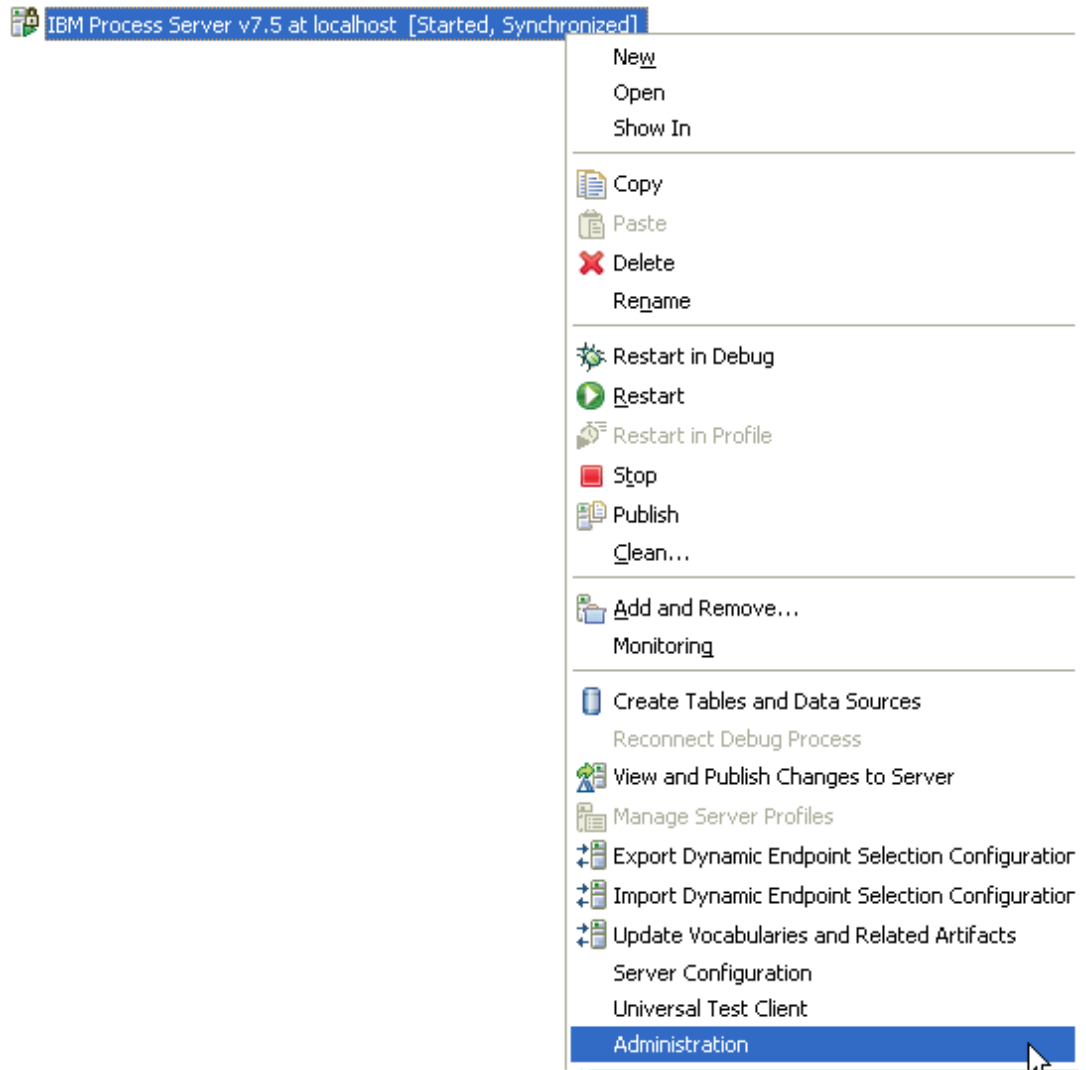 IBM Process Server v7.5 at localhost [Started, Synchronized]
New
Open
Show In
Copy
Paste
Delete
Rename
Restart in Debug
Restart
Restart in Profile
Stop
Publish
Clean...
Add and Remove...
Monitoring
Create Tables and Data Sources
Reconnect Debug Process
View and Publish Changes to Server
Manage Server Profiles
Export Dynamic Endpoint Selection Configuration
Import Dynamic Endpoint Selection Configuration
Update Vocabularies and Related Artifacts
Server Configuration
Universal Test Client
Administration